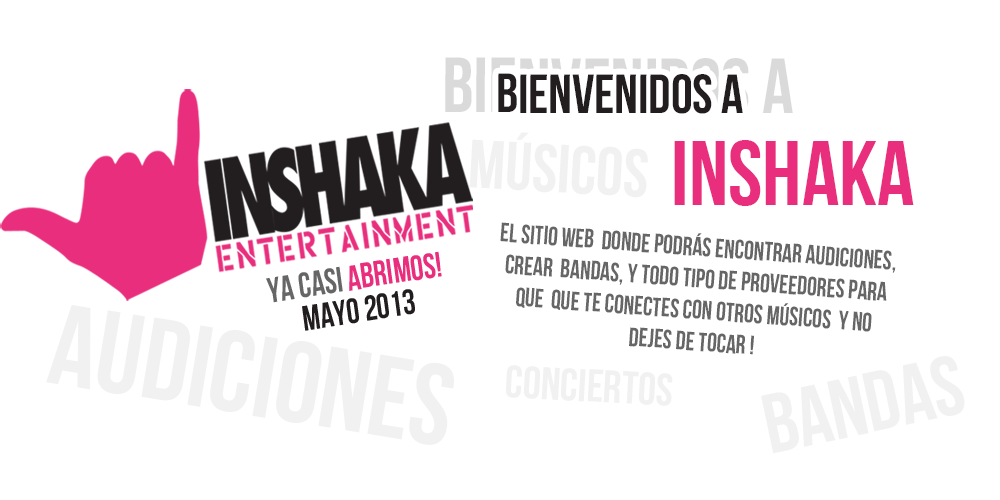 BIENVENIDOS A
BIENVENIDOS A
MÚSICOS
INSHAKA
INSHAKA
ENTERTAINMENT
YA CASI ABRIMOS!
MAYO 2013
EL SITIO WEB DONDE PODRÁS ENCONTRAR AUDICIONES,
CREAR BANDAS, Y TODO TIPO DE PROVEEDORES PARA
QUE QUE TE CONECTES CON OTROS MÚSICOS Y NO
DEJES DE TOCAR !
AUDICIONES
CONCIERTOS
BANDAS